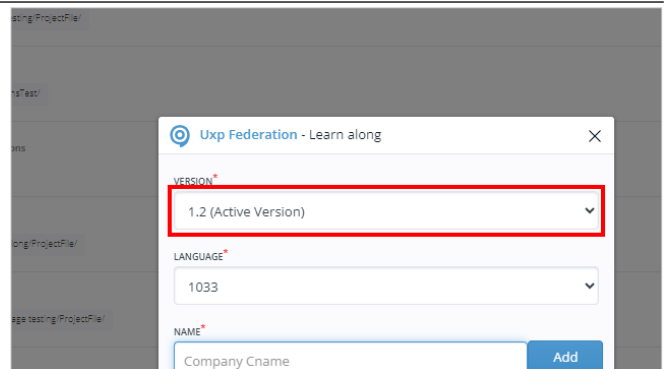 sting/ProjectFile/
nsTest/
ons
Uxp Federation - Learn along
VERSION*
1.2 (Active Version)
ong/ProjectFile/
LANGUAGE*
1033
age testing/ProjectFile/
NAME*
Company Cname
Add